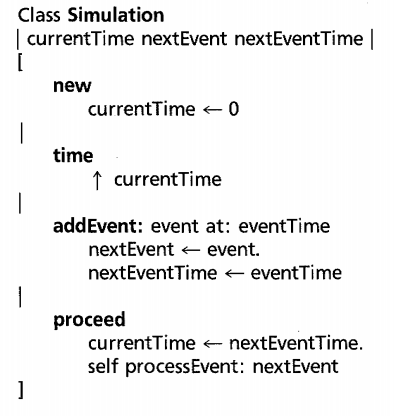 Class Simulation
| currentTime nextEvent nextEventTime |
[
new
currentTime ← 0
|
time
↑ currentTime
|
addEvent: event at: eventTime
nextEvent ← event.
nextEventTime ← eventTime
|
proceed
currentTime ← nextEventTime.
self processEvent: nextEvent
]